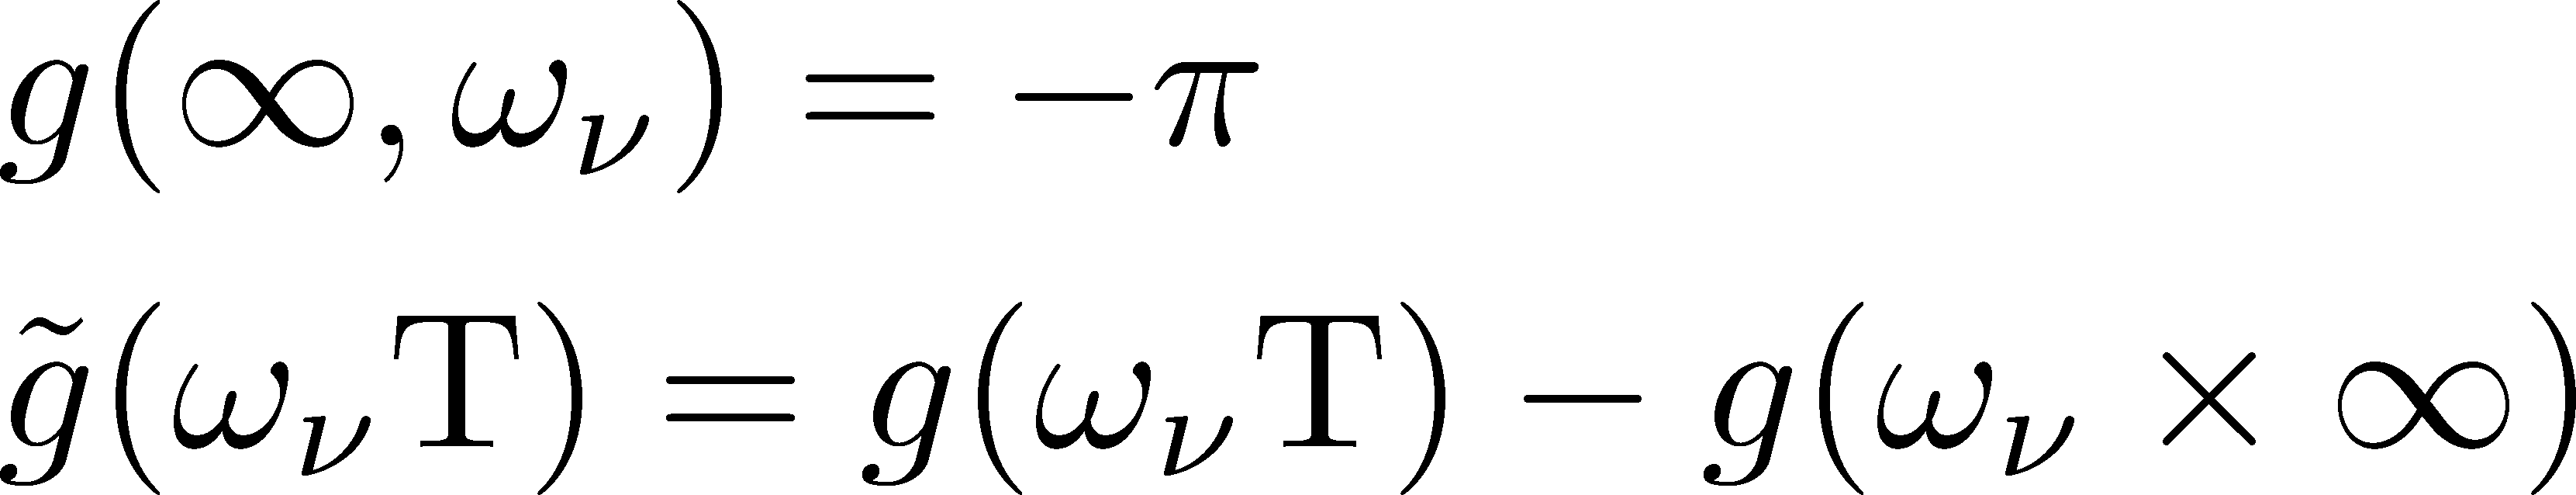 g(∞, ω_ν) = −π
g̃(ω_ν T) = g(ω_ν T) − g(ω_ν × ∞)